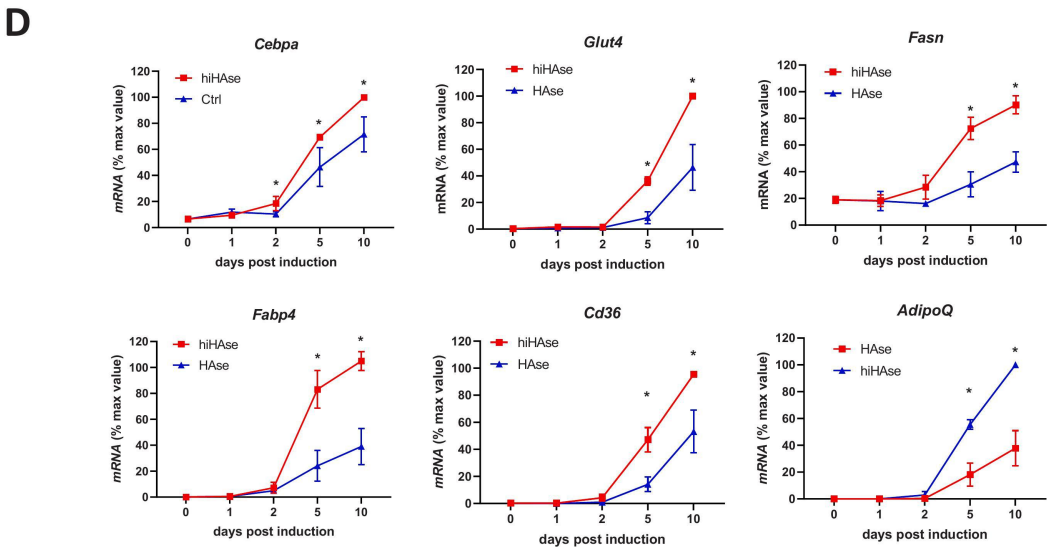 D
Cebpa
120
100
80
60
40
20
0
mRNA (% max value)
hiHAse
Ctrl
*
*
*
0 1 2 5 10
days post induction
Glut4
120
100
80
60
40
20
0
mRNA (% max value)
hiHAse
HAse
*
*
0 1 2 5 10
days post induction
Fasn
120
100
80
60
40
20
0
mRNA (% max value)
hiHAse
HAse
*
*
0 1 2 5 10
days post induction
Fabp4
120
100
80
60
40
20
0
mRNA (% max value)
hiHAse
HAse
*
*
0 1 2 5 10
days post induction
Cd36
120
100
80
60
40
20
0
mRNA (% max value)
hiHAse
HAse
*
*
0 1 2 5 10
days post induction
AdipoQ
120
100
80
60
40
20
0
mRNA (% max value)
HAse
hiHAse
*
*
0 1 2 5 10
days post induction